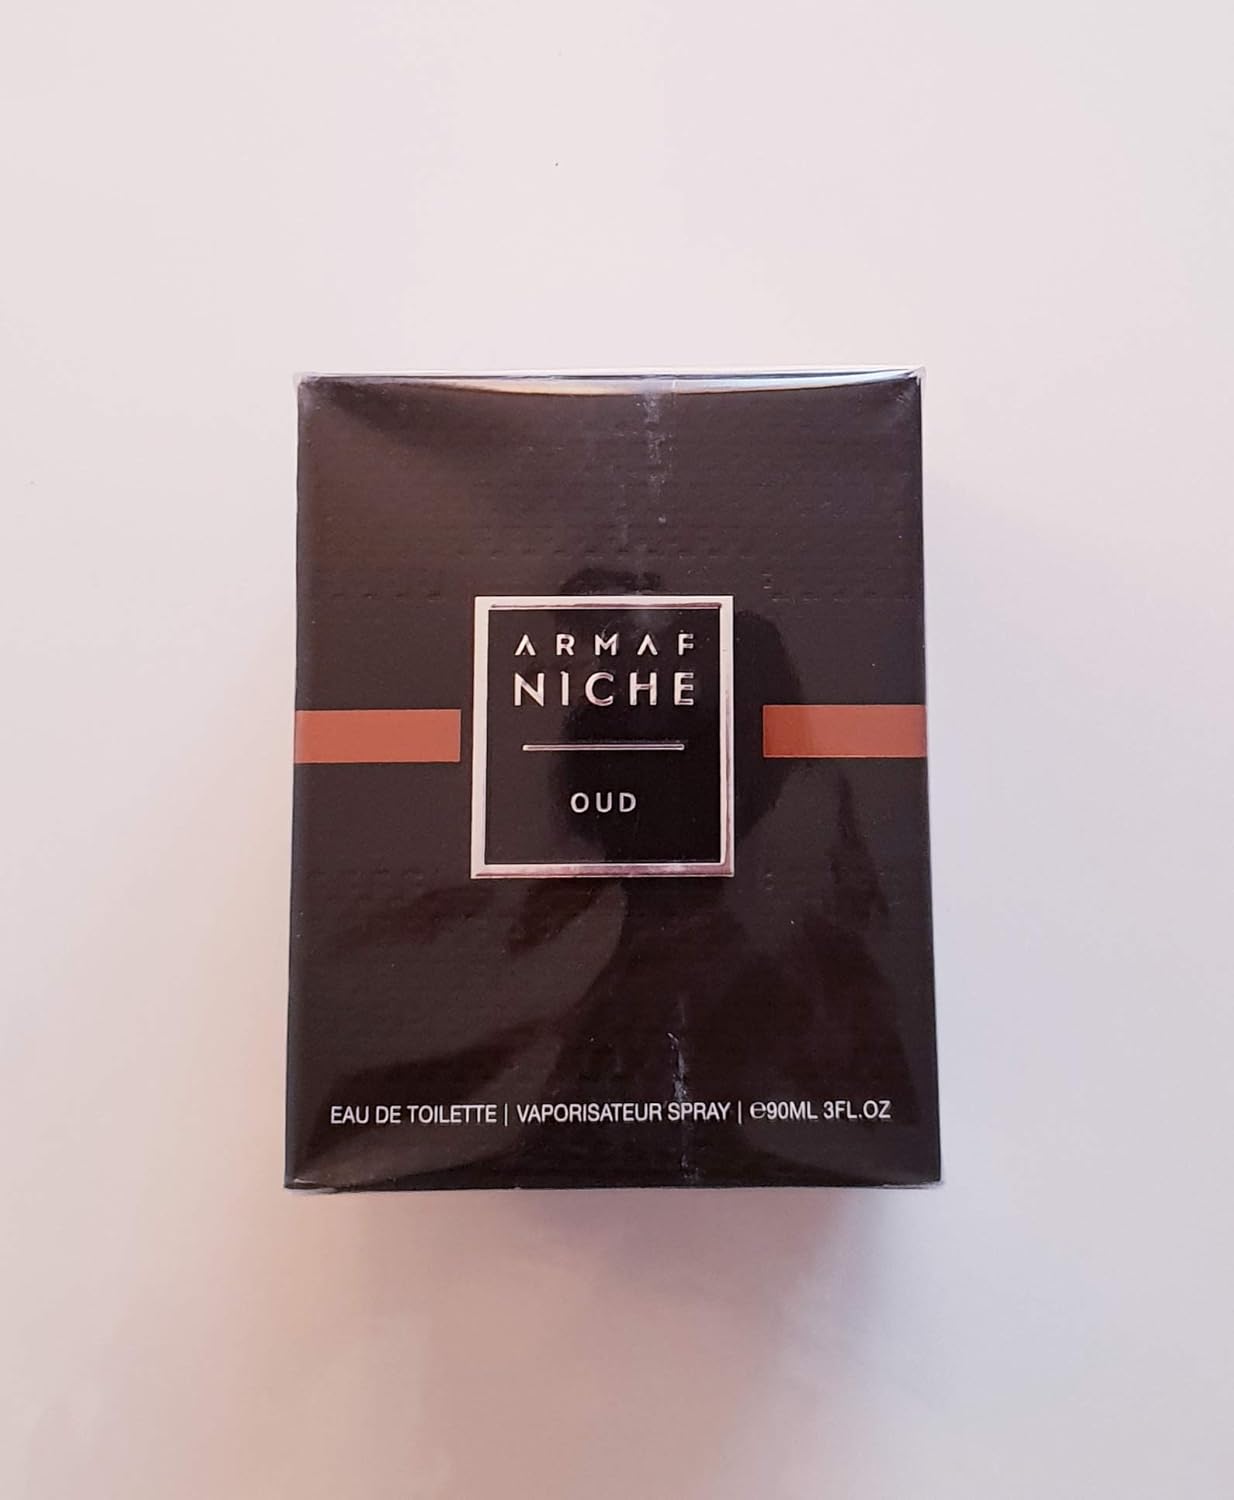 ARMAF
NICHE
OUD
EAU DE TOILETTE | VAPORISATEUR SPRAY | ℮90ML 3FL.OZ